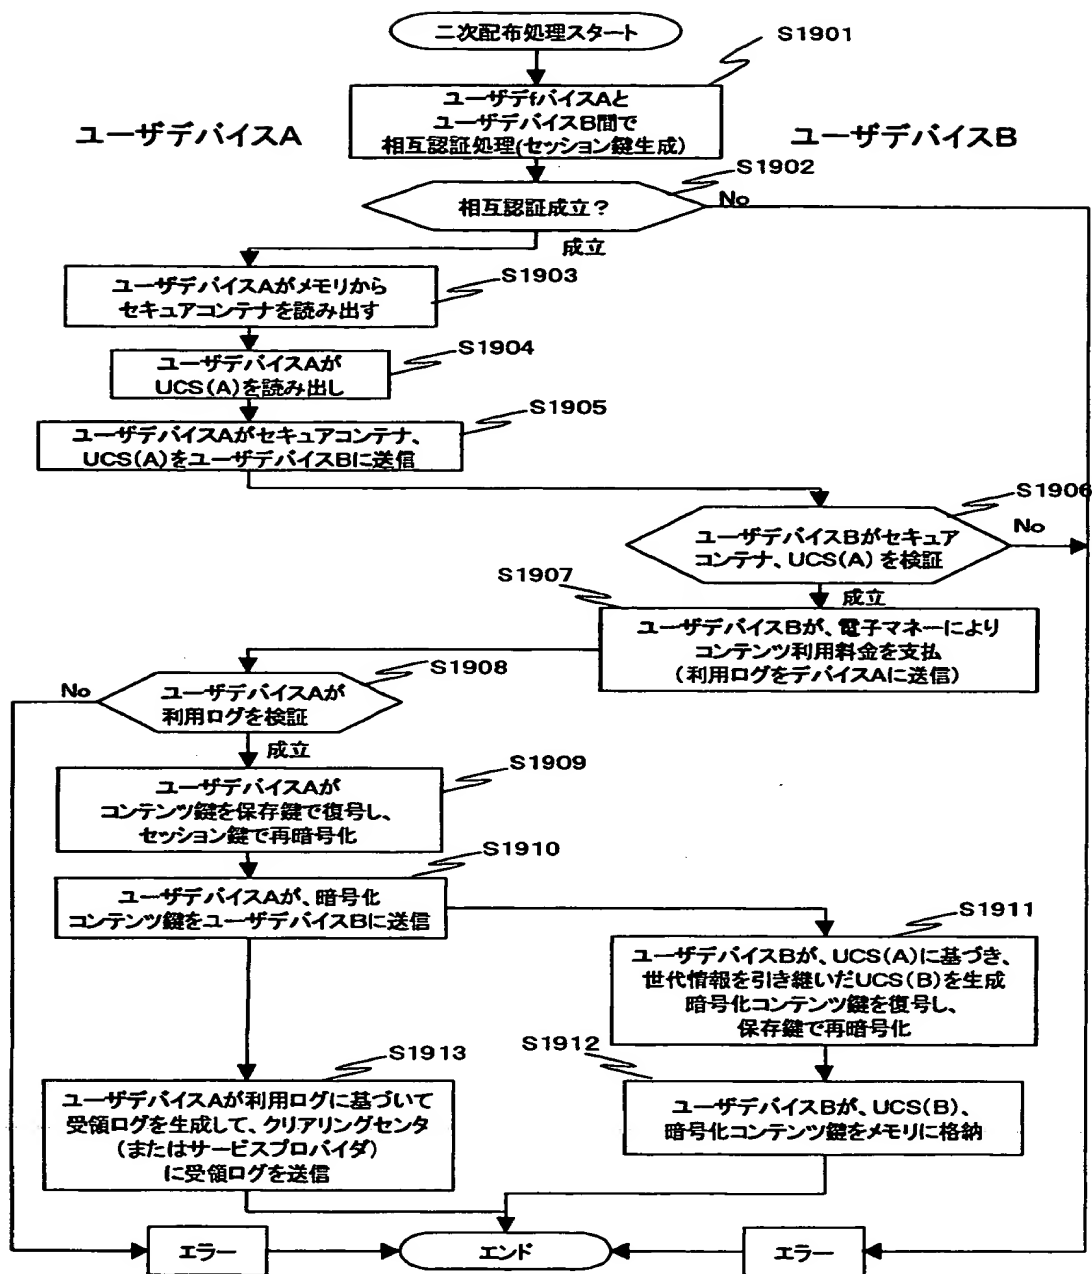 二次配布処理スタート
S1901
ユーザデfバイスAと
ユーザデバイスB間で
相互認証処理(セッション鍵生成)
ユーザデバイスA
ユーザデバイスB
S1902
相互認証成立?
No
成立
S1903
ユーザデバイスAがメモリから
セキュアコンテナを読み出す
S1904
ユーザデバイスAが
UCS(A)を読み出し
S1905
ユーザデバイスAがセキュアコンテナ、
UCS(A)をユーザデバイスBに送信
S1906
ユーザデバイスBがセキュア
コンテナ、UCS(A)を検証
No
成立
S1907
ユーザデバイスBが、電子マネーにより
コンテンツ利用料金を支払
(利用ログをデバイスAに送信)
S1908
ユーザデバイスAが
利用ログを検証
No
成立
S1909
ユーザデバイスAが
コンテンツ鍵を保存鍵で復号し、
セッション鍵で再暗号化
S1910
ユーザデバイスAが、暗号化
コンテンツ鍵をユーザデバイスBに送信
S1911
ユーザデバイスBが、UCS(A)に基づき、
世代情報を引き継いだUCS(B)を生成
暗号化コンテンツ鍵を復号し、
保存鍵で再暗号化
S1912
ユーザデバイスBが、UCS(B)、
暗号化コンテンツ鍵をメモリに格納
S1913
ユーザデバイスAが利用ログに基づいて
受領ログを生成して、クリアリングセンタ
(またはサービスプロバイダ)
に受領ログを送信
エラー
エンド
エラー